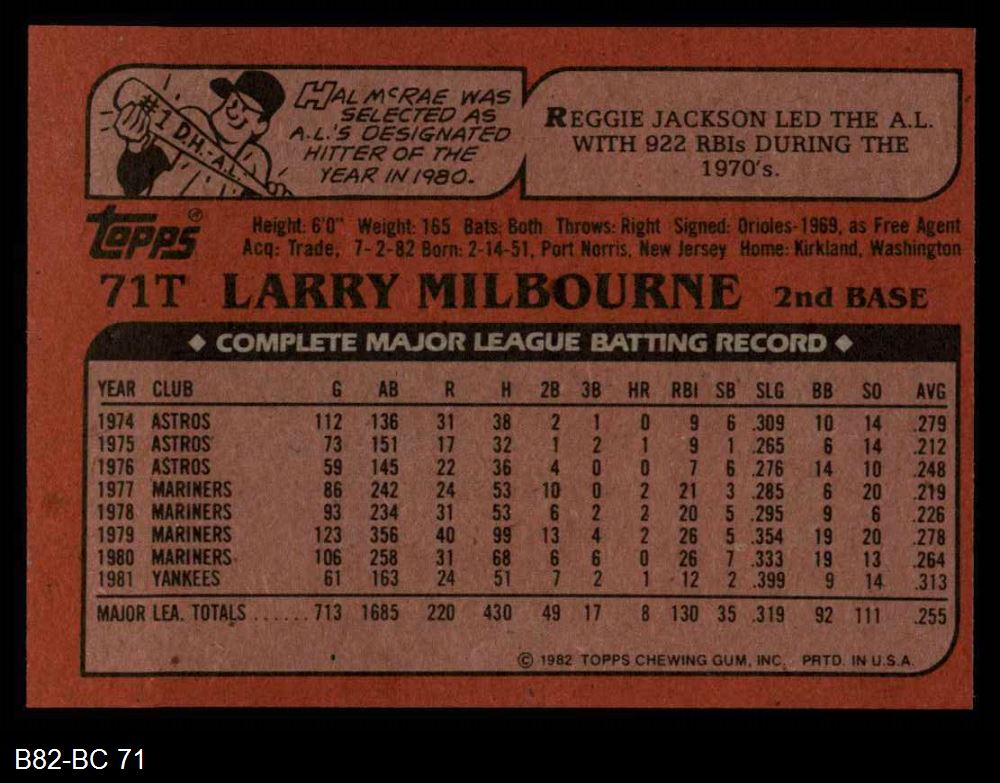 #1 D.H.-A.L.
HAL McRAE WAS
SELECTED AS
A.L.'S DESIGNATED
HITTER OF THE
YEAR IN 1980.
REGGIE JACKSON LED THE A.L.
WITH 922 RBIs DURING THE
1970's.
Topps®
Height: 6'0" Weight: 165 Bats: Both Throws: Right Signed: Orioles-1969, as Free Agent
Acq: Trade, 7-2-82 Born: 2-14-51, Port Norris, New Jersey Home: Kirkland, Washington
71T LARRY MILBOURNE 2nd BASE
◆ COMPLETE MAJOR LEAGUE BATTING RECORD ◆
YEAR CLUB G AB R H 2B 3B HR RBI SB SLG BB SO AVG
1974 ASTROS 112 136 31 38 2 1 0 9 6 .309 10 14 .279
1975 ASTROS 73 151 17 32 1 2 1 9 1 .265 6 14 .212
1976 ASTROS 59 145 22 36 4 0 0 7 6 .276 14 10 .248
1977 MARINERS 86 242 24 53 10 0 2 21 3 .285 6 20 .219
1978 MARINERS 93 234 31 53 6 2 2 20 5 .295 9 6 .226
1979 MARINERS 123 356 40 99 13 4 2 26 5 .354 19 20 .278
1980 MARINERS 106 258 31 68 6 6 0 26 7 .333 19 13 .264
1981 YANKEES 61 163 24 51 7 2 1 12 2 .399 9 14 .313
MAJOR LEA. TOTALS ...... 713 1685 220 430 49 17 8 130 35 .319 92 111 .255
© 1982 TOPPS CHEWING GUM, INC. PRTD. IN U.S.A.
B82-BC 71